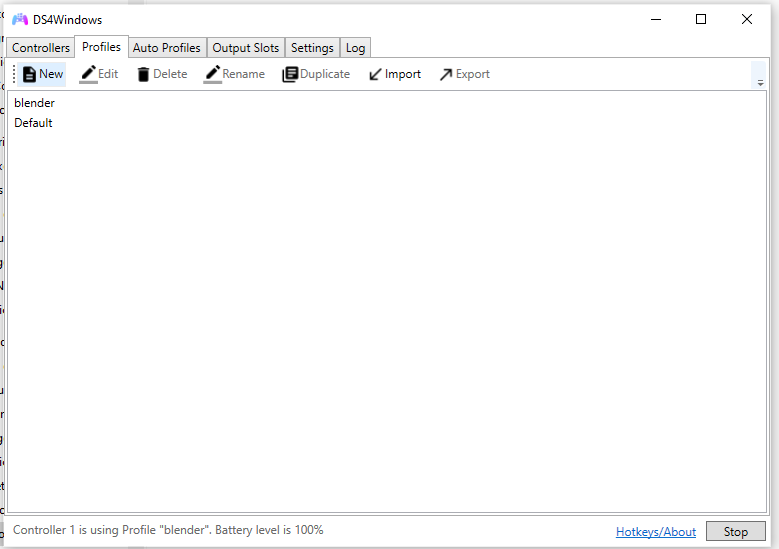 DS4Windows
Controllers Profiles Auto Profiles Output Slots Settings Log
New Edit Delete Rename Duplicate Import Export
blender
Default
Controller 1 is using Profile "blender". Battery level is 100% Hotkeys/About Stop